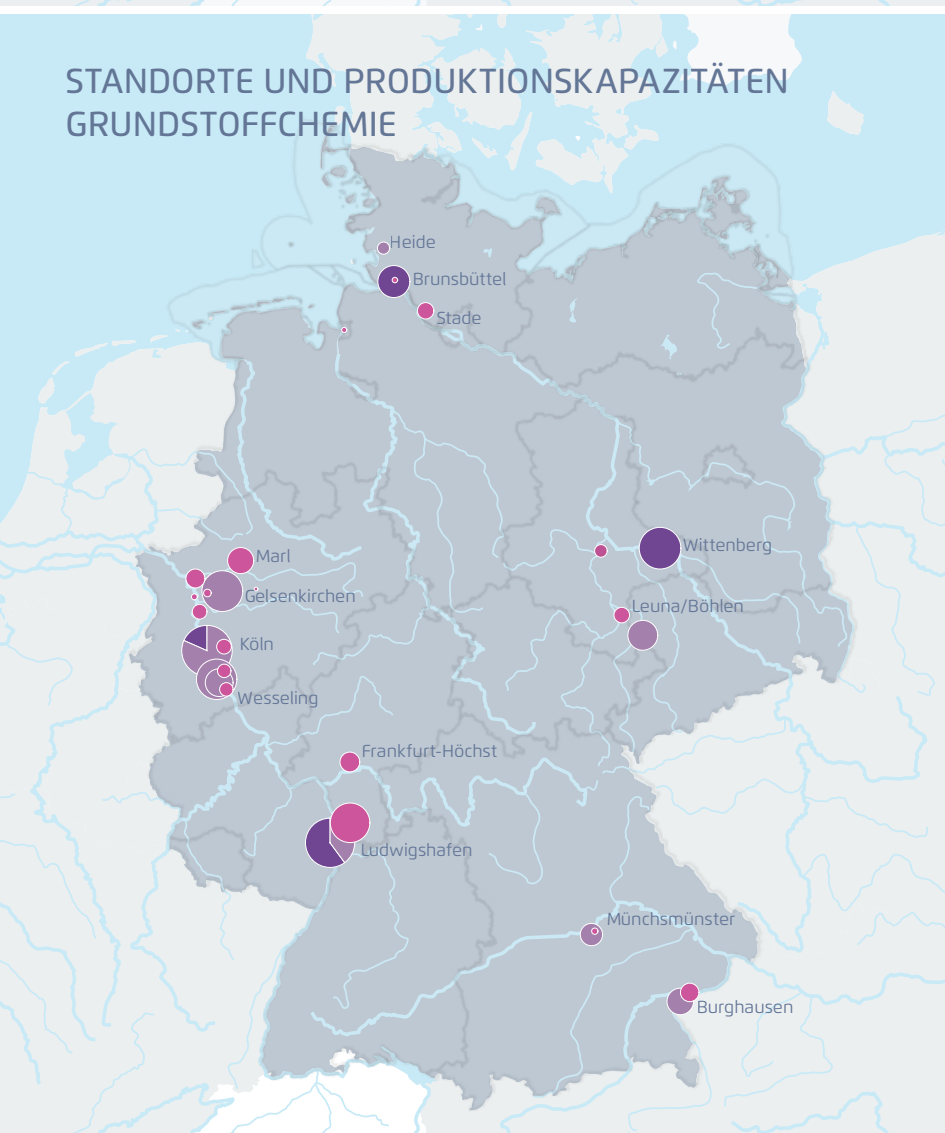 STANDORTE UND PRODUKTIONSKAPAZITÄTEN
GRUNDSTOFFCHEMIE
Heide
Brunsbüttel
Stade
Wittenberg
Marl
Gelsenkirchen
Leuna/Böhlen
Köln
Wesseling
Frankfurt-Höchst
Ludwigshafen
Münchsmünster
Burghausen